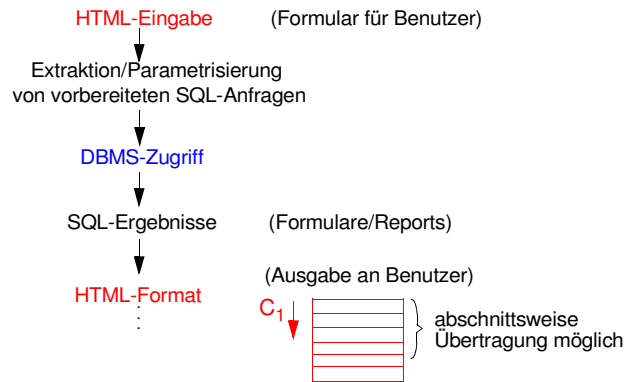 HTML-Eingabe (Formular für Benutzer)
Extraktion/Parametrisierung
von vorbereiteten SQL-Anfragen
DBMS-Zugriff
SQL-Ergebnisse (Formulare/Reports)
(Ausgabe an Benutzer)
HTML-Format
C1
abschnittsweise
Übertragung möglich